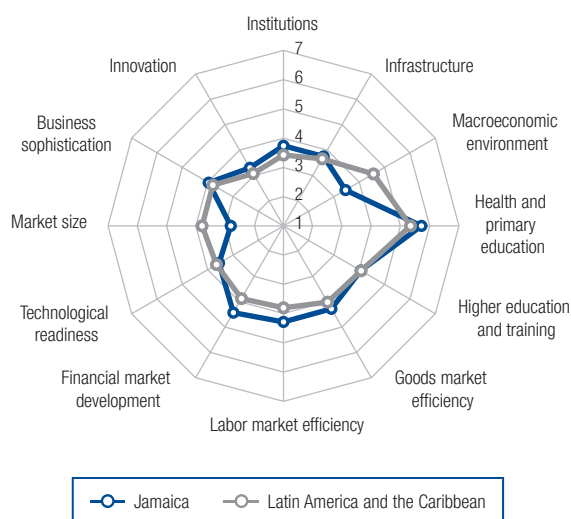 Institutions
7
6
5
4
3
2
1
Innovation
Infrastructure
Business
sophistication
Macroeconomic
environment
Market size
Health and
primary
education
Technological
readiness
Higher education
and training
Financial market
development
Goods market
efficiency
Labor market efficiency
Jamaica
Latin America and the Caribbean